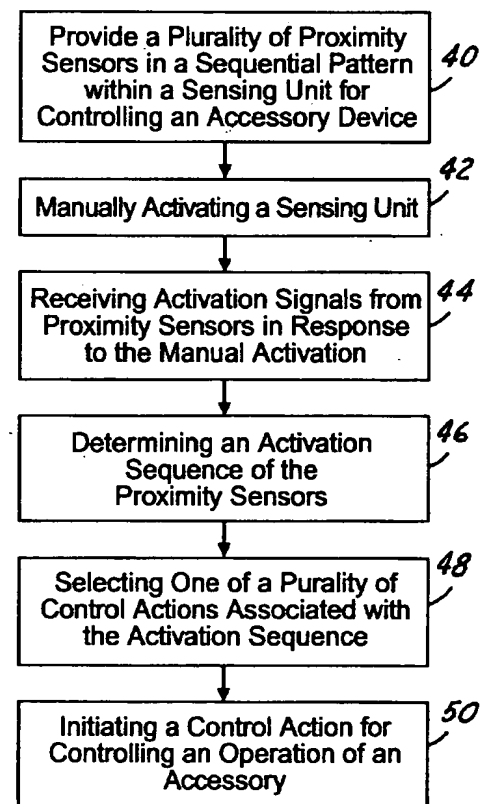 Provide a Plurality of Proximity
Sensors in a Sequential Pattern
within a Sensing Unit for
Controlling an Accessory Device
40
Manually Activating a Sensing Unit
42
Receiving Activation Signals from
Proximity Sensors in Response
to the Manual Activation
44
Determining an Activation
Sequence of the
Proximity Sensors
46
Selecting One of a Purality of
Control Actions Associated with
the Activation Sequence
48
Initiating a Control Action for
Controlling an Operation of an
Accessory
50